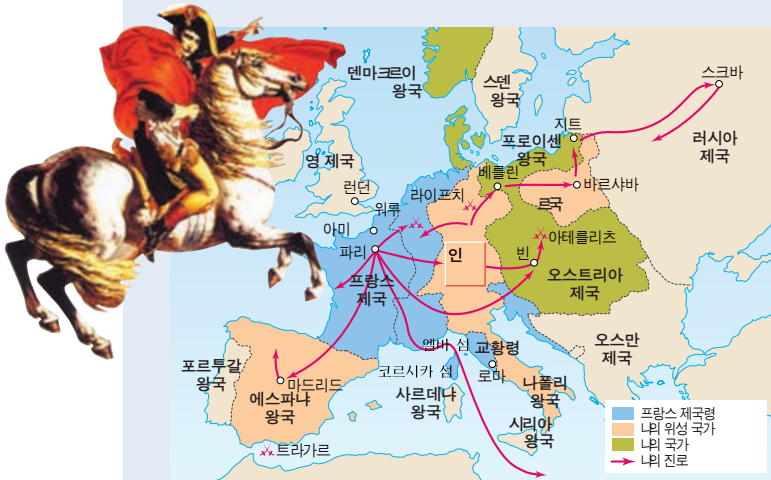 덴마크르이
왕국
스덴
왕국
스크바
지트
프로이센
왕국
러시아
제국
영 제국
베를린
바르샤바
런던
라이프치
르국
워류
아미
아테를리츠
파리
인
빈
프랑스
제국
오스트리아
제국
엘바 섬
교황령
오스만
제국
포르투갈
왕국
코르시카 섬
로마
마드리드
나폴리
왕국
에스파냐
왕국
사르데냐
왕국
시리아
왕국
트라가르
프랑스 제국령
나의 위성 국가
나의 국가
나의 진로